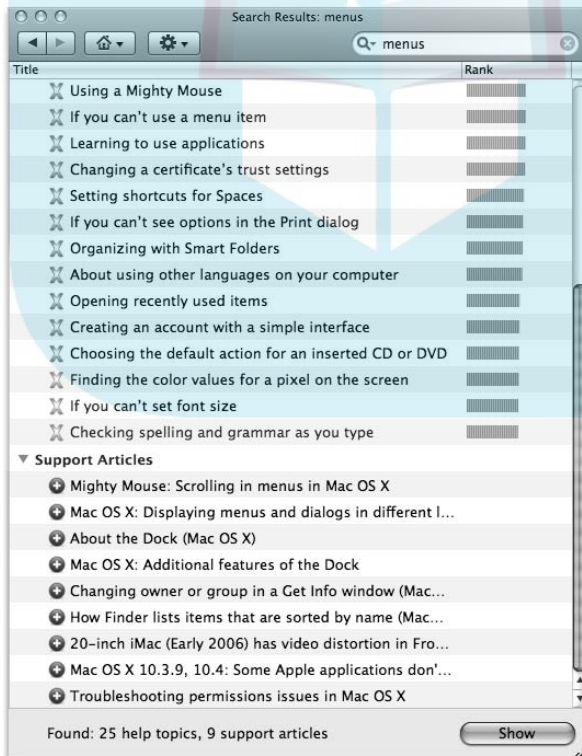 Search Results: menus
menus
Title Rank
Using a Mighty Mouse
If you can't use a menu item
Learning to use applications
Changing a certificate's trust settings
Setting shortcuts for Spaces
If you can't see options in the Print dialog
Organizing with Smart Folders
About using other languages on your computer
Opening recently used items
Creating an account with a simple interface
Choosing the default action for an inserted CD or DVD
Finding the color values for a pixel on the screen
If you can't set font size
Checking spelling and grammar as you type
Support Articles
Mighty Mouse: Scrolling in menus in Mac OS X
Mac OS X: Displaying menus and dialogs in different l...
About the Dock (Mac OS X)
Mac OS X: Additional features of the Dock
Changing owner or group in a Get Info window (Mac...
How Finder lists items that are sorted by name (Mac...
20-inch iMac (Early 2006) has video distortion in Fro...
Mac OS X 10.3.9, 10.4: Some Apple applications don'...
Troubleshooting permissions issues in Mac OS X
Found: 25 help topics, 9 support articles Show